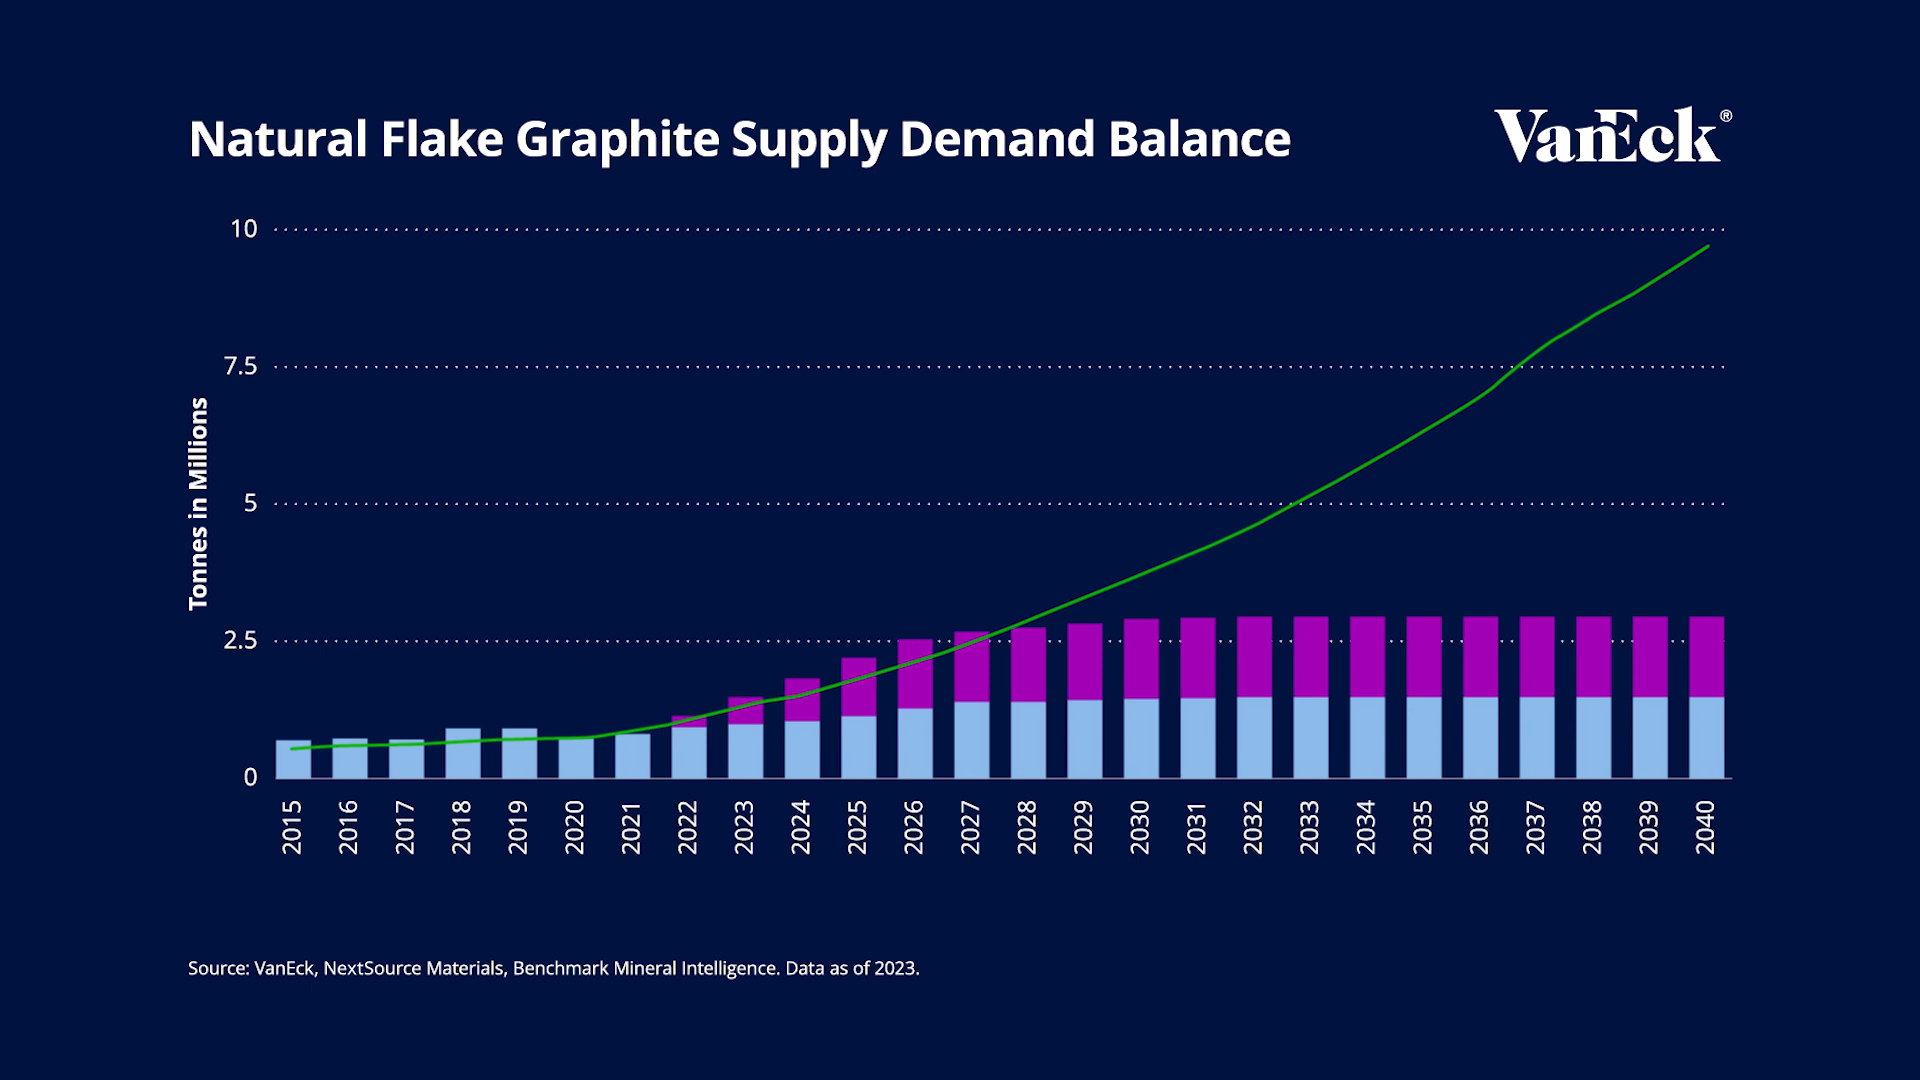 Natural Flake Graphite Supply Demand Balance
VanEck®
Tonnes in Millions
10
7.5
5
2.5
0
2015 2016 2017 2018 2019 2020 2021 2022 2023 2024 2025 2026 2027 2028 2029 2030 2031 2032 2033 2034 2035 2036 2037 2038 2039 2040
Source: VanEck, NextSource Materials, Benchmark Mineral Intelligence. Data as of 2023.